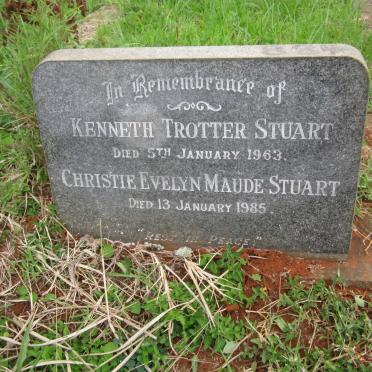 In Remembrance of
KENNETH TROTTER STUART
DIED 5TH JANUARY 1963.
CHRISTIE EVELYN MAUDE STUART
DIED 13 JANUARY 1985.
"REST IN PEACE"